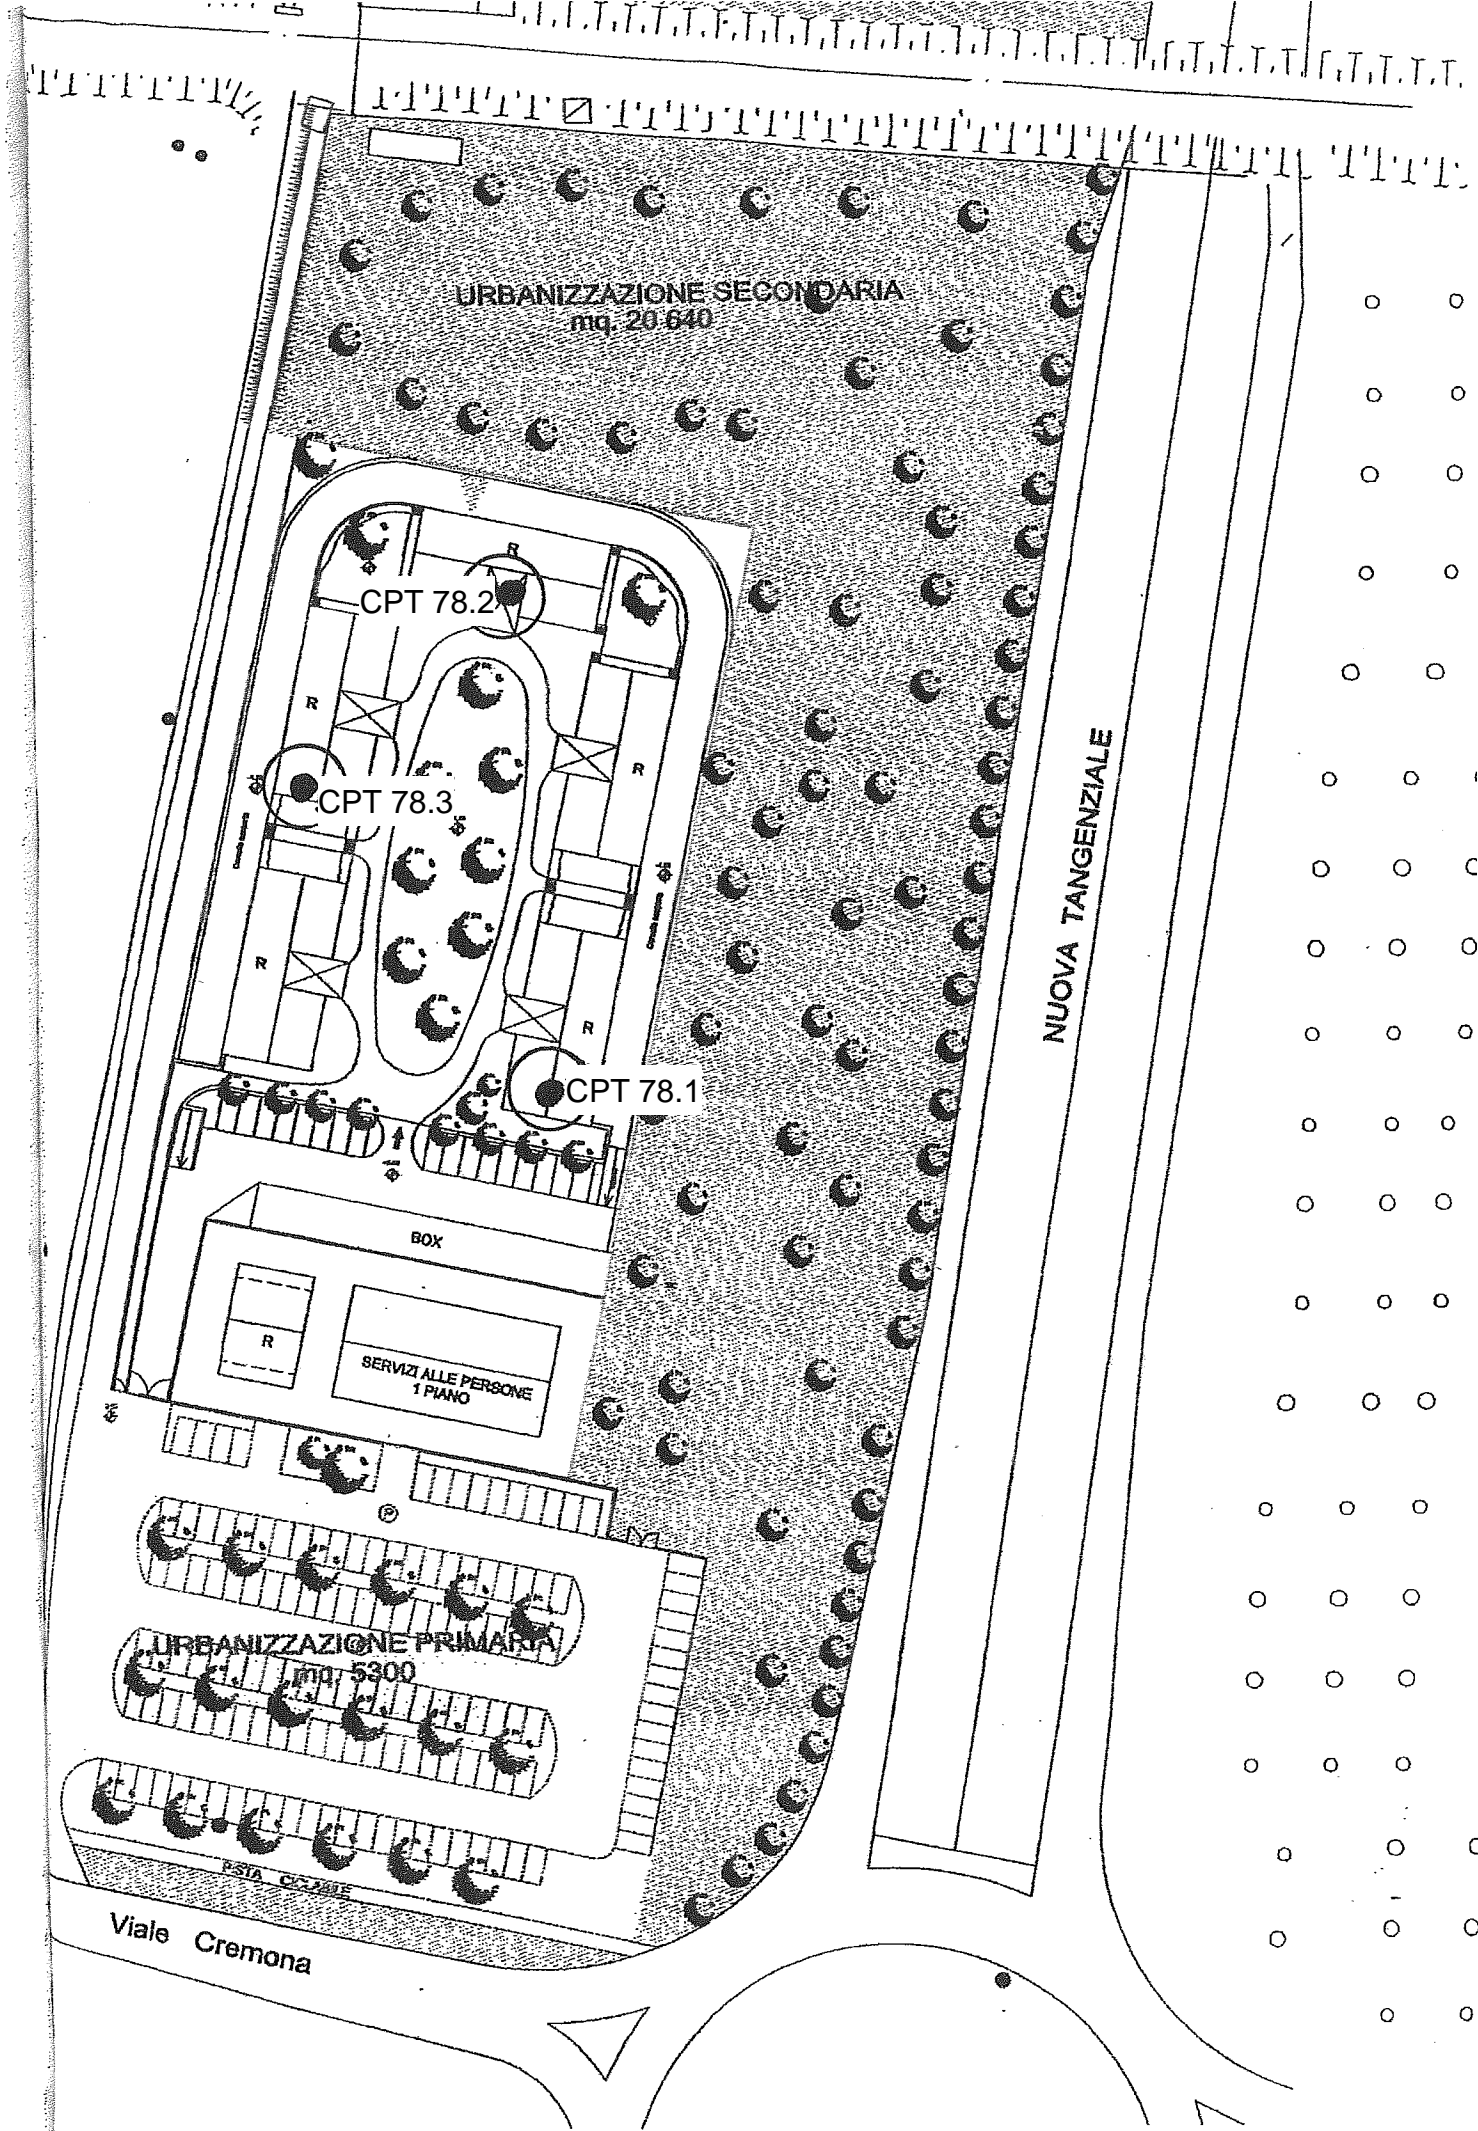 URBANIZZAZIONE SECONDARIA
mq. 20 640
R
CPT 78.2
R
R
CPT 78.3
NUOVA TANGENZIALE
R
R
CPT 78.1
BOX
R
SERVIZI ALLE PERSONE
1 PIANO
P
URBANIZZAZIONE PRIMARIA
mq. 5300
PISTA CICLABILE
Viale Cremona